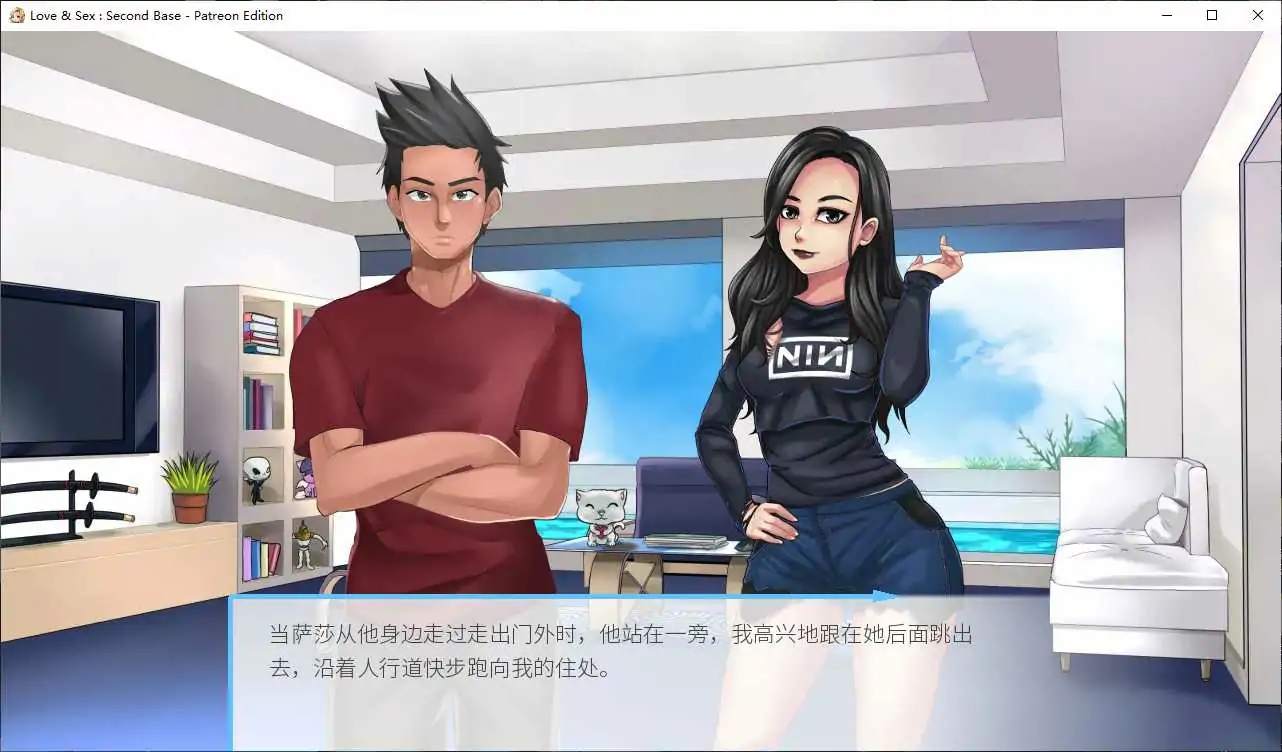 Love & Sex : Second Base - Patreon Edition
NIN
当萨莎从他身边走过走出门外时，他站在一旁，我高兴地跟在她后面跳出
去，沿着人行道快步跑向我的住处。